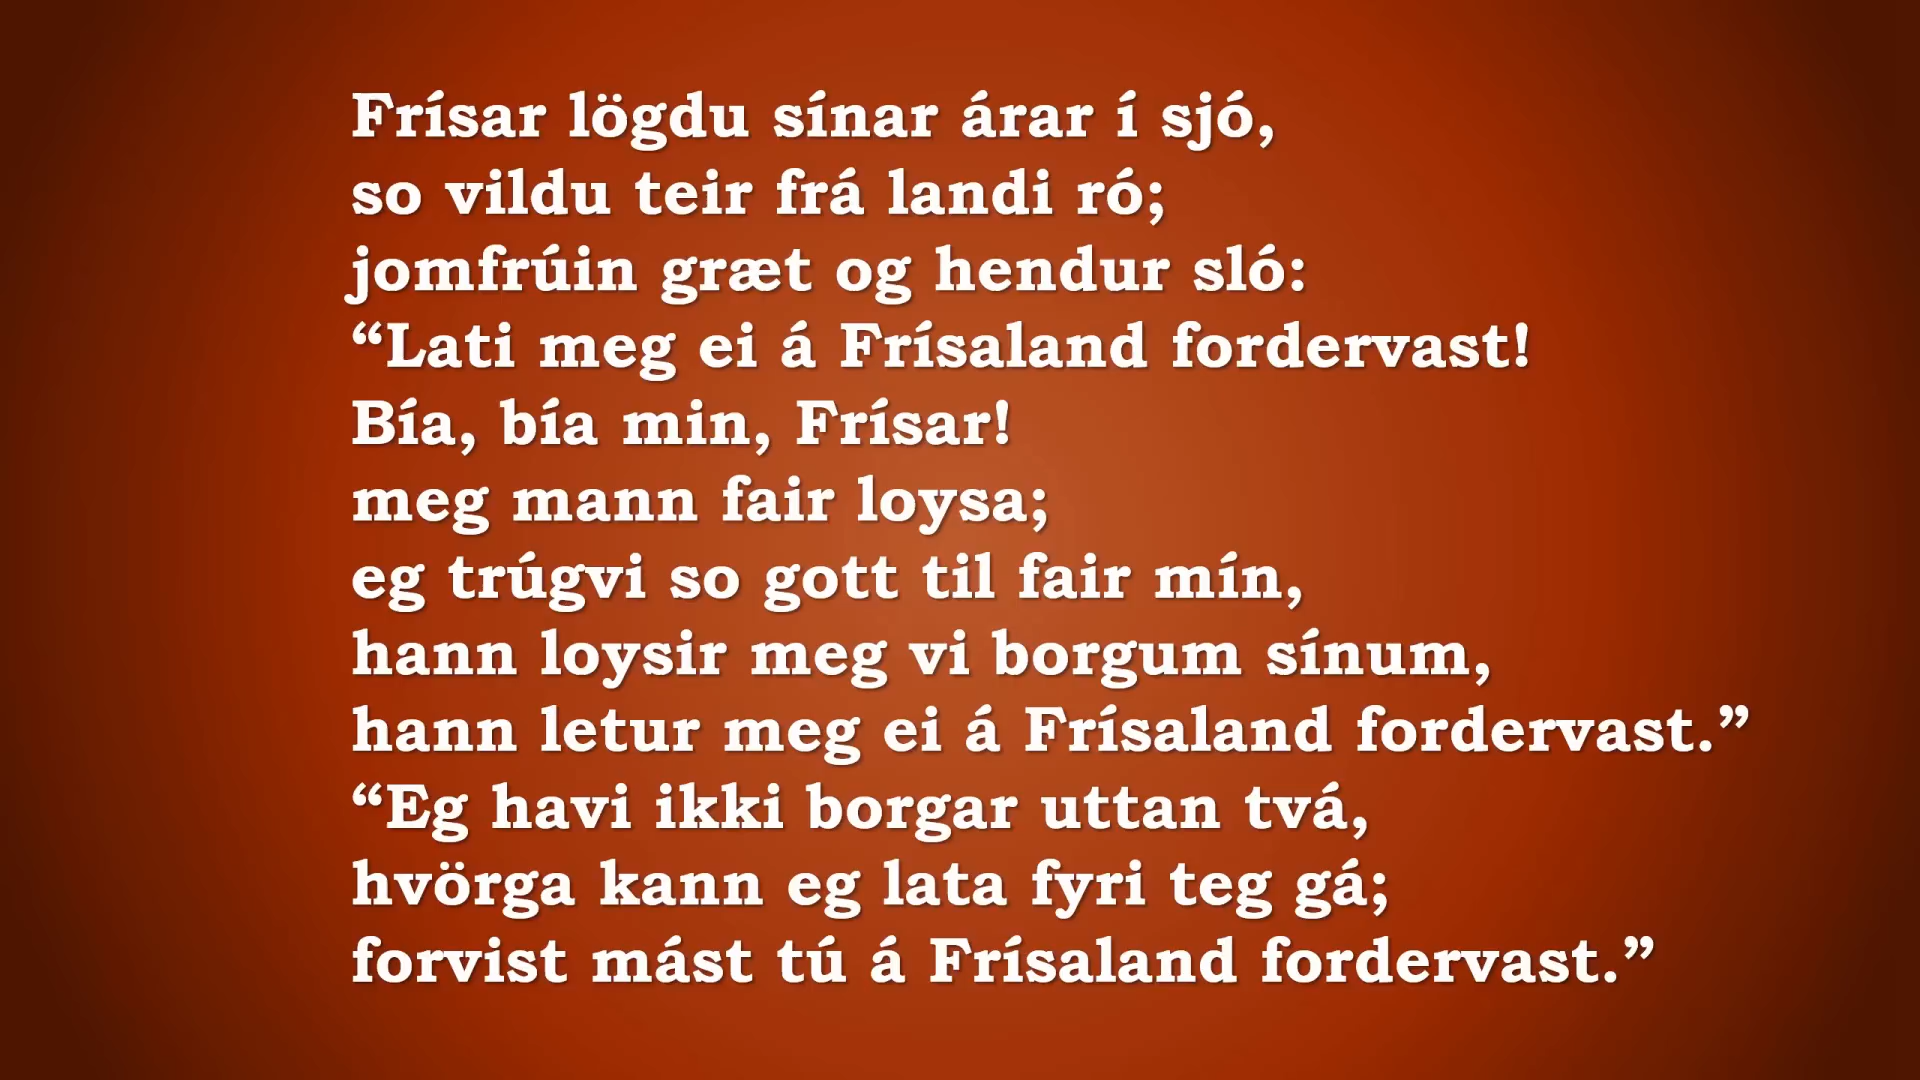 Frísar lögdu sínar árar í sjó,
so vildu teir frá landi ró;
jomfrúin græt og hendur sló:
“Lati meg ei á Frísaland fordervast!
Bía, bía min, Frísar!
meg mann fair loysa;
eg trúgvi so gott til fair mín,
hann loysir meg vi borgum sínum,
hann letur meg ei á Frísaland fordervast.”
“Eg havi ikki borgar uttan tvá,
hvörga kann eg lata fyri teg gá;
forvist mást tú á Frísaland fordervast.”